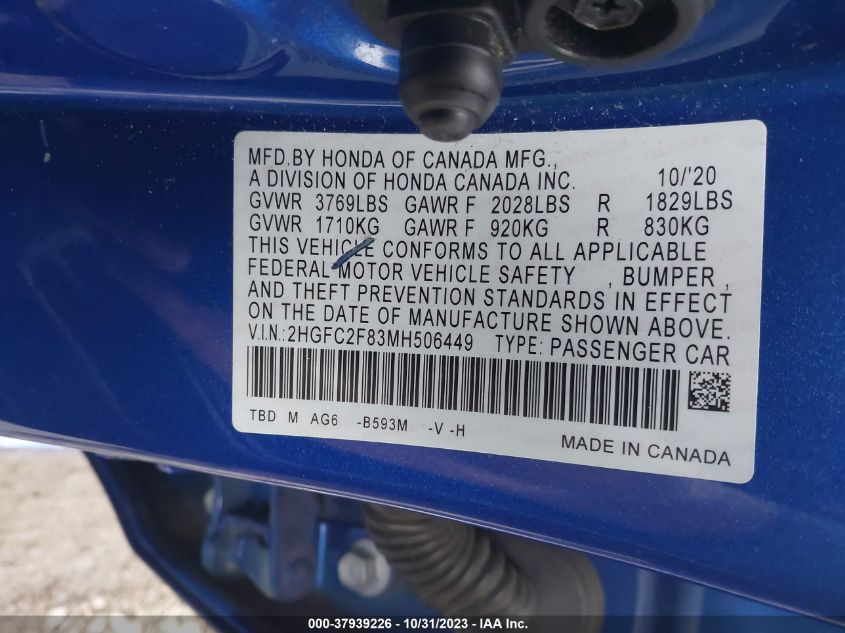 MFD.BY HONDA OF CANADA MFG.,
A DIVISION OF HONDA CANADA INC. 10/'20
GVWR 3769LBS GAWR F 2028LBS R 1829LBS
GVWR 1710KG GAWR F 920KG R 830KG
THIS VEHICLE CONFORMS TO ALL APPLICABLE
FEDERAL MOTOR VEHICLE SAFETY , BUMPER ,
AND THEFT PREVENTION STANDARDS IN EFFECT
ON THE DATE OF MANUFACTURE SHOWN ABOVE.
V.I.N.:2HGFC2F83MH506449 TYPE: PASSENGER CAR
TBD M AG6 -B593M -V -H
MADE IN CANADA
000-37939226 - 10/31/2023 - IAA Inc.